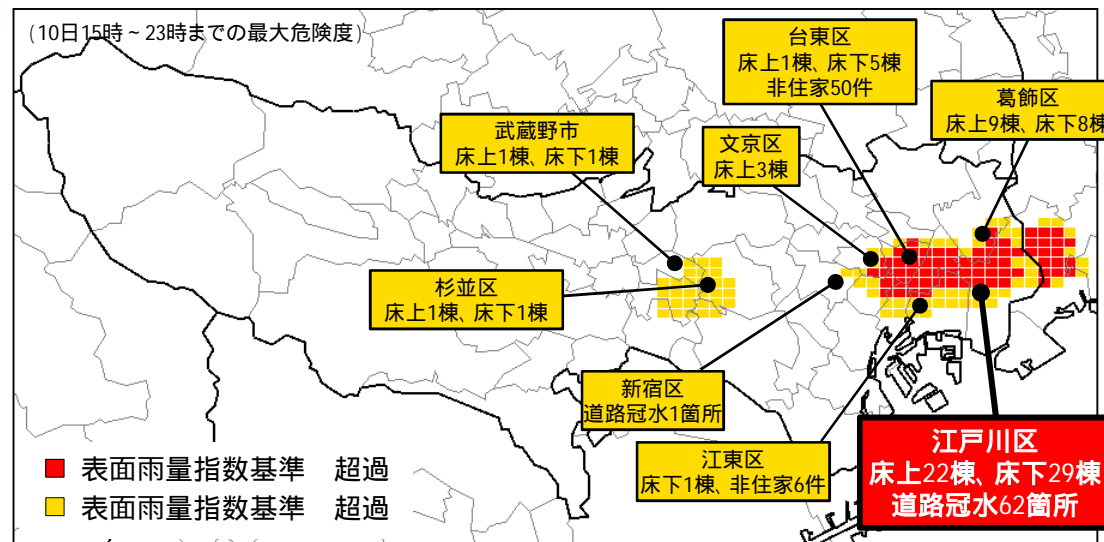 (10日15時～23時までの最大危険度)
台東区
床上1棟、床下5棟
非住家50件
葛飾区
床上9棟、床下8棟
武蔵野市
床上1棟、床下1棟
文京区
床上3棟
杉並区
床上1棟、床下1棟
新宿区
道路冠水1箇所
江東区
床下1棟、非住家6件
江戸川区
床上22棟、床下29棟
道路冠水62箇所
表面雨量指数基準　超過
表面雨量指数基準　超過